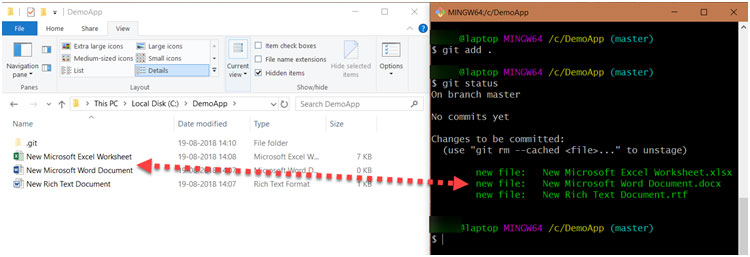 DemoApp
File Home Share View
Navigation pane
Extra large icons Large icons
Medium-sized icons Small icons
List Details
Current view
Item check boxes
File name extensions
Hidden items
Hide selected items
Options
Panes Layout Show/hide
This PC Local Disk (C:) DemoApp
Search DemoApp
Name Date modified Type Size
.git 19-08-2018 14:10 File folder
New Microsoft Excel Worksheet 19-08-2018 14:08 Microsoft Excel W... 7 KB
New Microsoft Word Document Microsoft Word D... 0 KB
New Rich Text Document 19-08-2018 14:07 Rich Text Format 1 KB
MINGW64:/c/DemoApp
@laptop MINGW64 /c/DemoApp (master)
$ git add .
@laptop MINGW64 /c/DemoApp (master)
$ git status
On branch master
No commits yet
Changes to be committed:
(use "git rm --cached <file>..." to unstage)
new file: New Microsoft Excel Worksheet.xlsx
new file: New Microsoft Word Document.docx
new file: New Rich Text Document.rtf
@laptop MINGW64 /c/DemoApp (master)
$